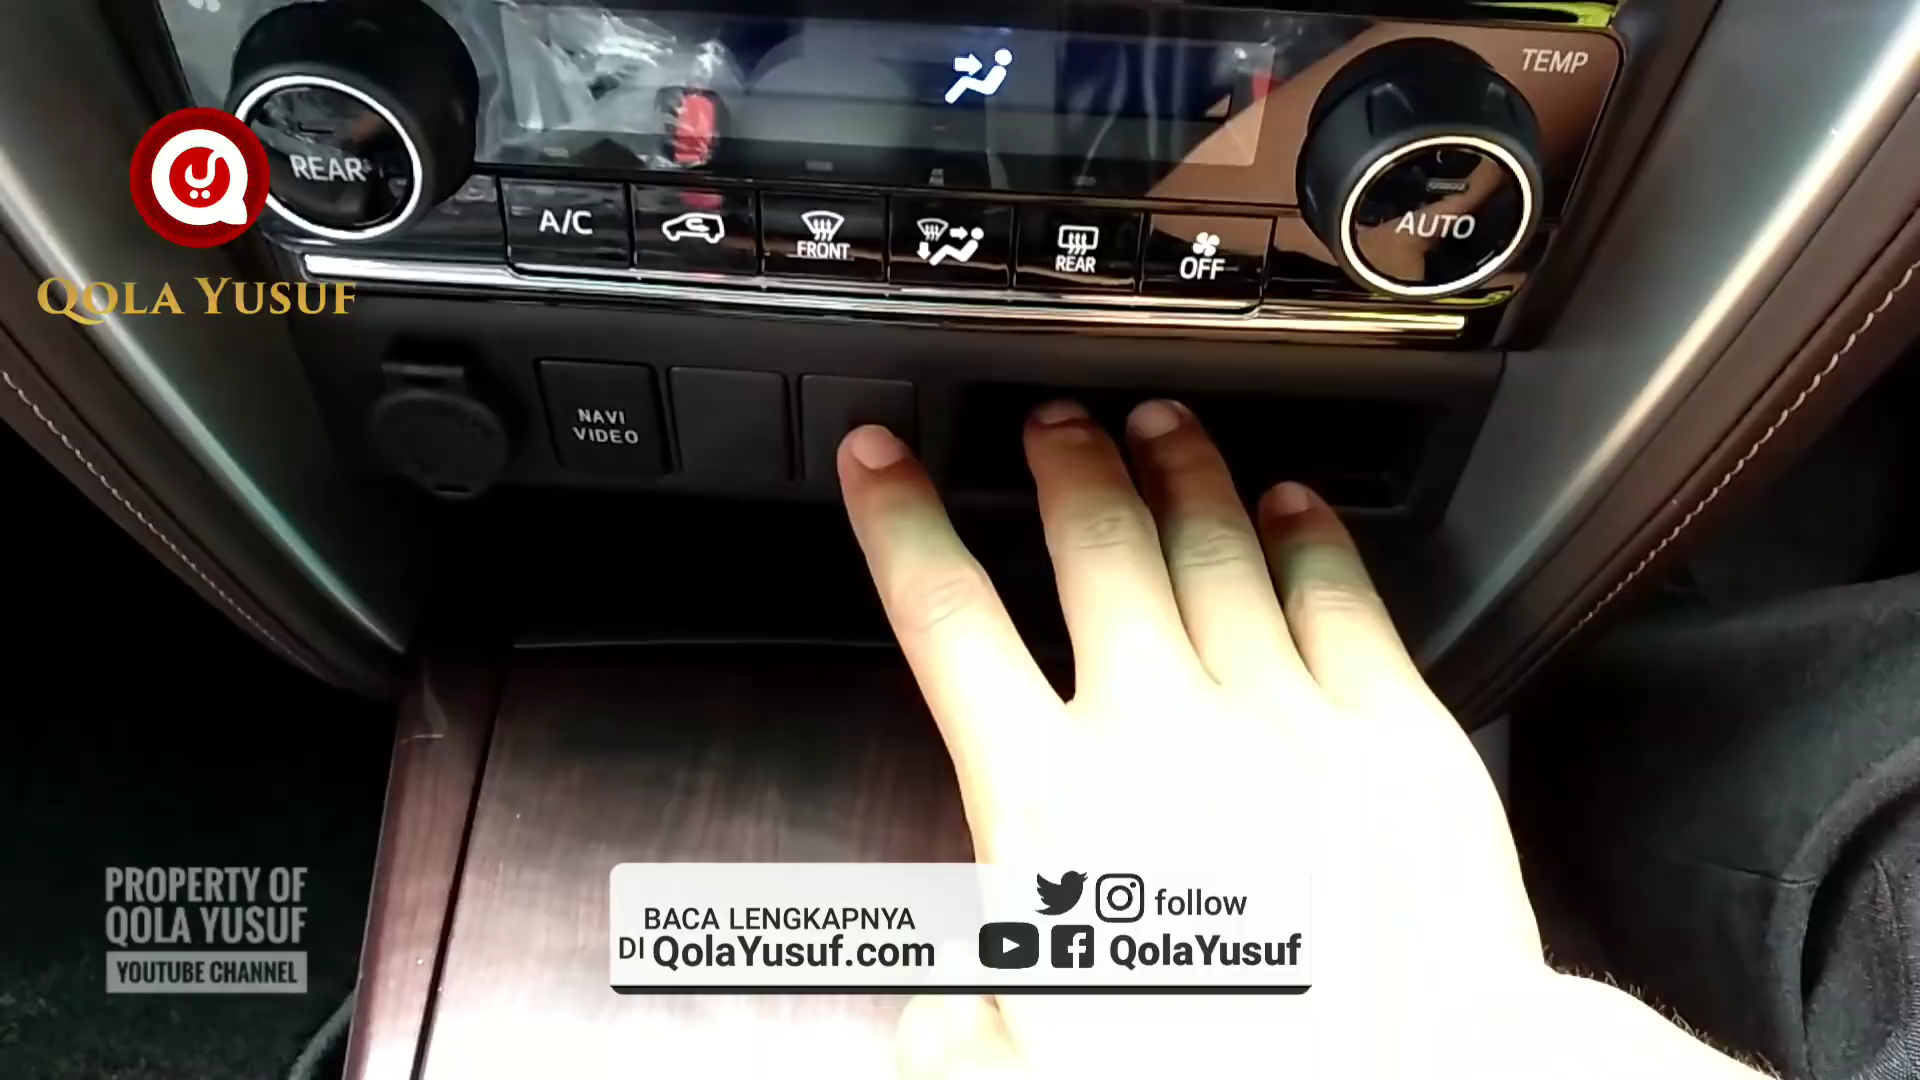 TEMP
REAR
AUTO
A/C
FRONT
REAR
OFF
QOLA YUSUF
NAVI
VIDEO
PROPERTY OF
QOLA YUSUF
YOUTUBE CHANNEL
BACA LENGKAPNYA
DI QolaYusuf.com
follow
QolaYusuf